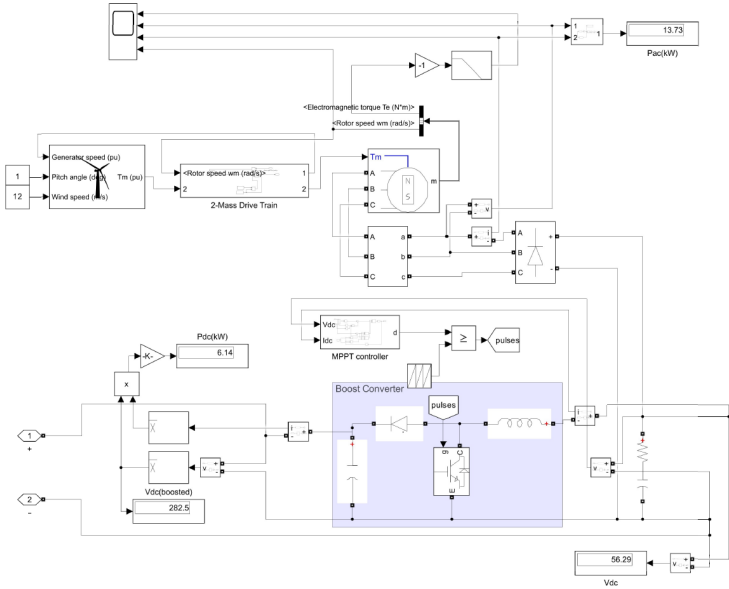 1
2
1
13.73
Pac(kW)
-1
<Electromagnetic torque Te (N*m)>
<Rotor speed wm (rad/s)>
Generator speed (pu)
Pitch angle (deg)
Tm (pu)
Wind speed (m/s)
1
12
<Rotor speed wm (rad/s)>
1
2
2
2-Mass Drive Train
Tm
A
B
C
m
N
S
A
B
C
a
b
c
+
-
v
+
i
-
A
B
C
+
-
Vdc
Idc
d
MPPT controller
≥
pulses
Pdc(kW)
-K-
6.14
x
Boost Converter
pulses
g
C
E
+
+
i
-
+
i
-
+
1
+
v
+
-
v
+
-
+
Vdc(boosted)
282.5
2
-
56.29
v
+
-
Vdc